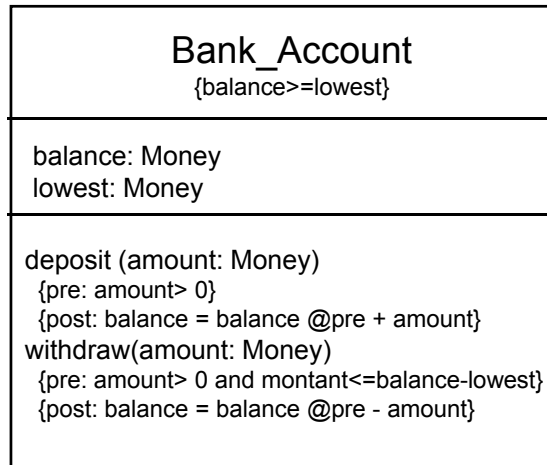 Bank_Account
{balance>=lowest}
balance: Money
lowest: Money
deposit (amount: Money)
{pre: amount> 0}
{post: balance = balance @pre + amount}
withdraw(amount: Money)
{pre: amount> 0 and montant<=balance-lowest}
{post: balance = balance @pre - amount}